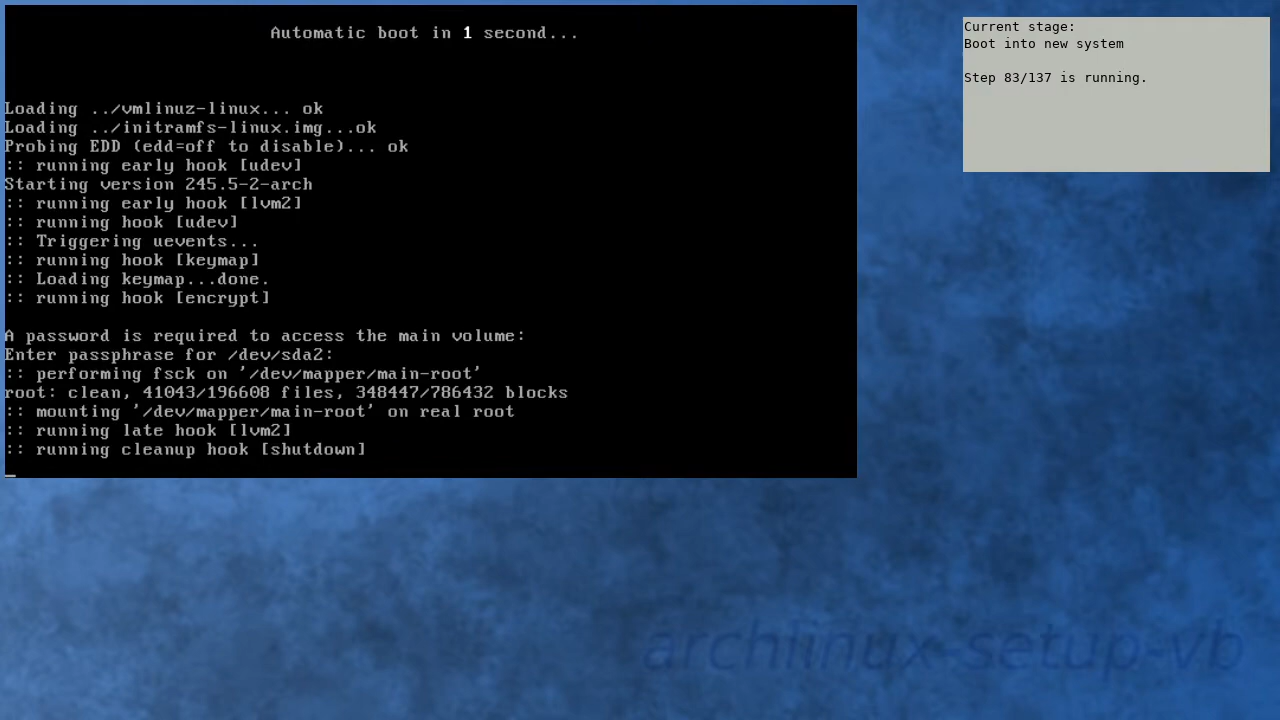 Automatic boot in 1 second...
Loading ../vmlinuz-linux... ok
Loading ../initramfs-linux.img...ok
Probing EDD (edd=off to disable)... ok
:: running early hook [udev]
Starting version 245.5-2-arch
:: running early hook [lvm2]
:: running hook [udev]
:: Triggering uevents...
:: running hook [keymap]
:: Loading keymap...done.
:: running hook [encrypt]
A password is required to access the main volume:
Enter passphrase for /dev/sda2:
:: performing fsck on '/dev/mapper/main-root'
root: clean, 41043/196608 files, 348447/786432 blocks
:: mounting '/dev/mapper/main-root' on real root
:: running late hook [lvm2]
:: running cleanup hook [shutdown]
_
Current stage:
Boot into new system
Step 83/137 is running.
archlinux-setup-vb